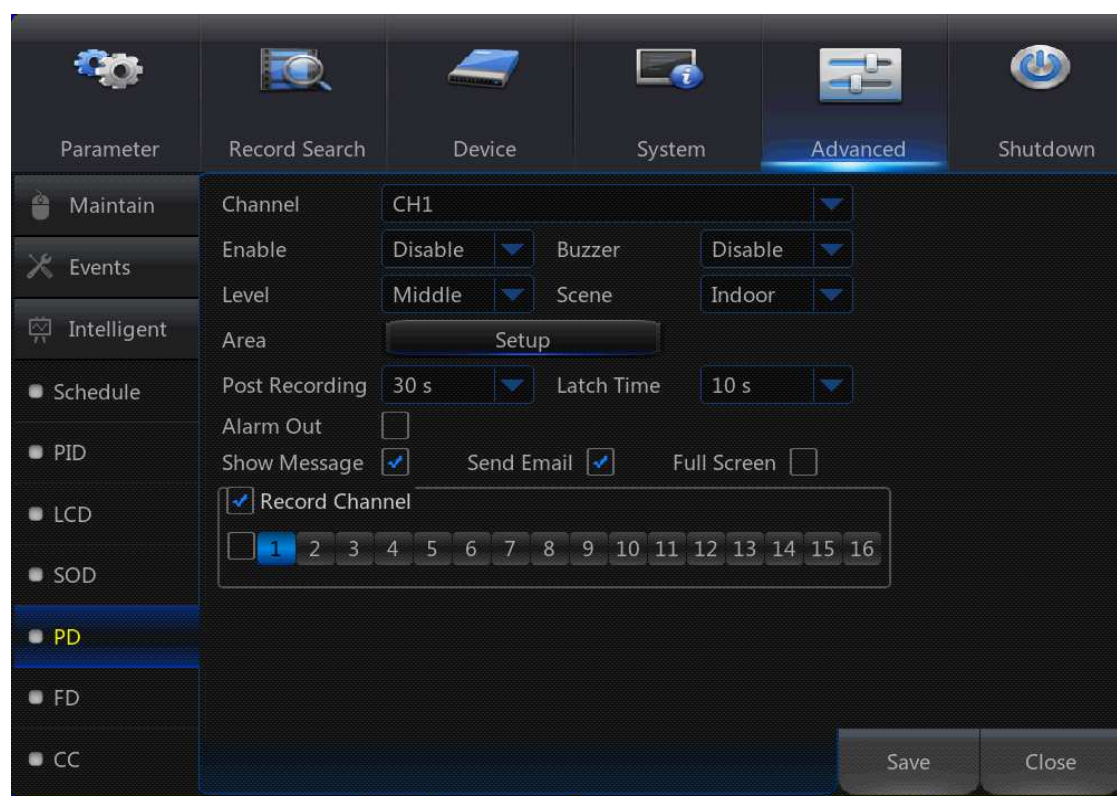 Parameter Record Search Device System Advanced Shutdown
Maintain
Events
Intelligent
Schedule
PID
LCD
SOD
PD
FD
CC
Channel CH1
Enable Disable Buzzer Disable
Level Middle Scene Indoor
Area Setup
Post Recording 30 s Latch Time 10 s
Alarm Out
Show Message Send Email Full Screen
Record Channel
1 2 3 4 5 6 7 8 9 10 11 12 13 14 15 16
Save Close